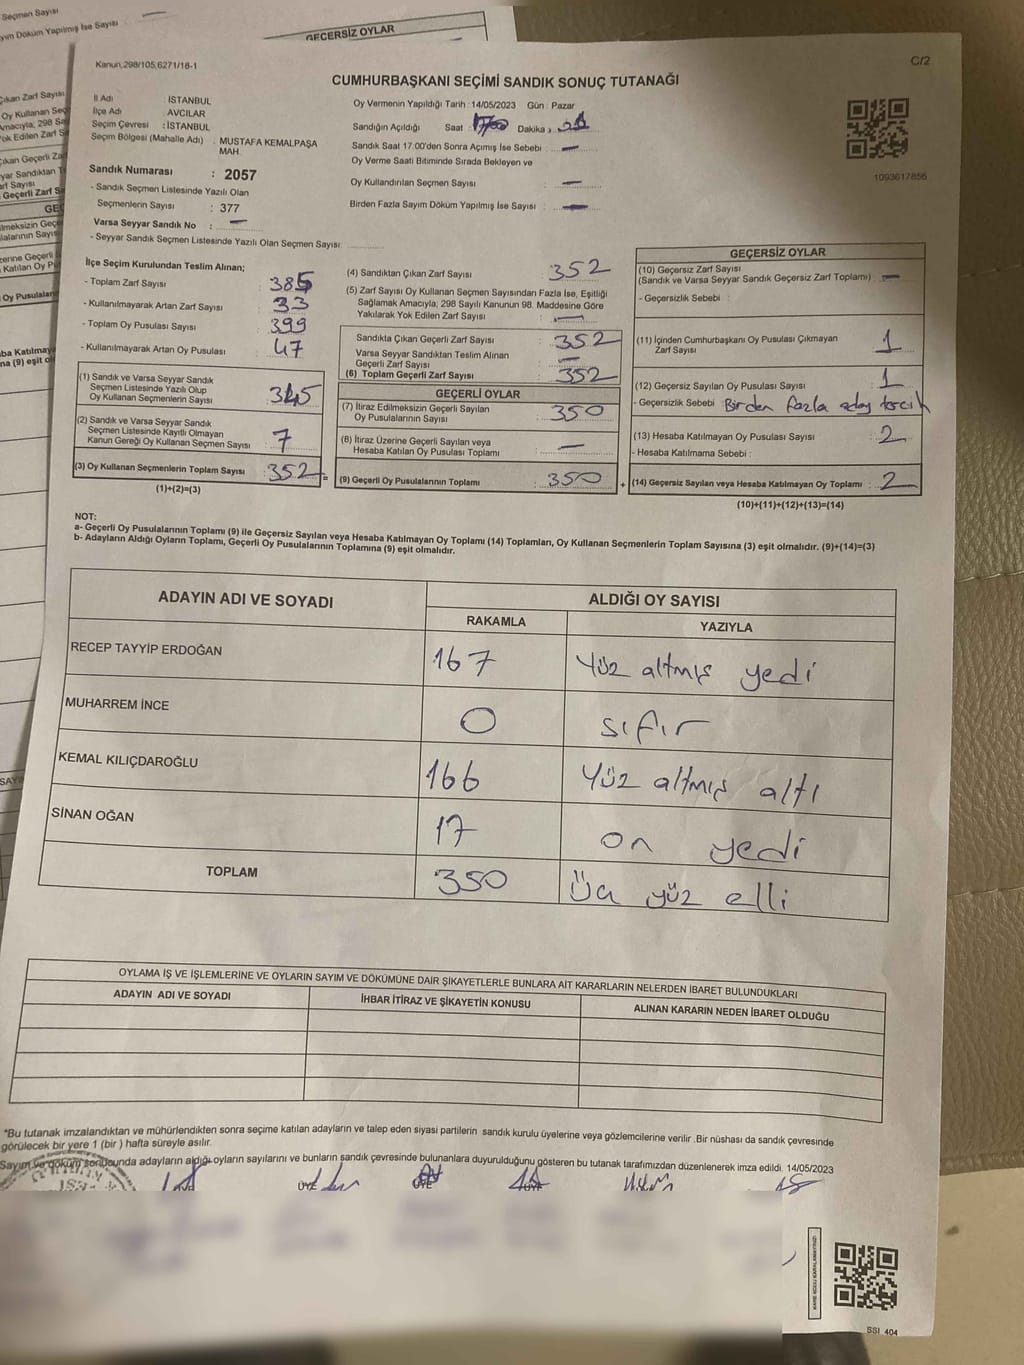 Seçmen Sayısı
yım Döküm Yapılmış İse Sayısı
GEÇERSİZ OYLAR
Kanun,298/105,6271/18-1
C/2
CUMHURBAŞKANI SEÇİMİ SANDIK SONUÇ TUTANAĞI
İl Adı : İSTANBUL
İlçe Adı : AVCILAR
Seçim Çevresi : İSTANBUL
Seçim Bölgesi (Mahalle Adı) . MUSTAFA KEMALPAŞA MAH.
Sandık Numarası : 2057
- Sandık Seçmen Listesinde Yazılı Olan
Seçmenlerin Sayısı : 377
Varsa Seyyar Sandık No : —
- Seyyar Sandık Seçmen Listesinde Yazılı Olan Seçmen Sayısı:
Oy Vermenin Yapıldığı Tarih : 14/05/2023 Gün : Pazar
Sandığın Açıldığı Saat : 17/00 Dakika :
Sandık Saat 17.00'den Sonra Açımış İse Sebebi : —
Oy Verme Saati Bitiminde Sırada Bekleyen ve
Oy Kullandırılan Seçmen Sayısı : —
Birden Fazla Sayım Döküm Yapılmış İse Sayısı : —
1093617856
İlçe Seçim Kurulundan Teslim Alınan;
- Toplam Zarf Sayısı : 385
- Kullanılmayarak Artan Zarf Sayısı : 33
- Toplam Oy Pusulası Sayısı : 399
- Kullanılmayarak Artan Oy Pusulası : 47
(1) Sandık ve Varsa Seyyar Sandık
Seçmen Listesinde Yazılı Olup
Oy Kullanan Seçmenlerin Sayısı : 345
(2) Sandık ve Varsa Seyyar Sandık
Seçmen Listesinde Kayıtlı Olmayan
Kanun Gereği Oy Kullanan Seçmen Sayısı : 7
(3) Oy Kullanan Seçmenlerin Toplam Sayısı : 352 =
(1)+(2)=(3)
(4) Sandıktan Çıkan Zarf Sayısı : 352
(5) Zarf Sayısı Oy Kullanan Seçmen Sayısından Fazla İse, Eşitliği
Sağlamak Amacıyla; 298 Sayılı Kanunun 98. Maddesine Göre
Yakılarak Yok Edilen Zarf Sayısı : —
Sandıkla Çıkan Geçerli Zarf Sayısı : 352
Varsa Seyyar Sandıktan Teslim Alınan
Geçerli Zarf Sayısı : —
(6) Toplam Geçerli Zarf Sayısı : 352
GEÇERLİ OYLAR
(7) İtiraz Edilmeksizin Geçerli Sayılan
Oy Pusulalarının Sayısı : 350
(8) İtiraz Üzerine Geçerli Sayılan veya
Hesaba Katılan Oy Pusulası Toplamı : —
(9) Geçerli Oy Pusulalarının Toplamı : 350 +
GEÇERSİZ OYLAR
(10) Geçersiz Zarf Sayısı
(Sandık ve Varsa Seyyar Sandık Geçersiz Zarf Toplamı) : —
- Geçersizlik Sebebi :
(11) İçinden Cumhurbaşkanı Oy Pusulası Çıkmayan
Zarf Sayısı : 1
(12) Geçersiz Sayılan Oy Pusulası Sayısı : 1
- Geçersizlik Sebebi : Birden fazla aday tercih
(13) Hesaba Katılmayan Oy Pusulası Sayısı : 2
- Hesaba Katılmama Sebebi :
(14) Geçersiz Sayılan veya Hesaba Katılmayan Oy Toplamı : 2
(10)+(11)+(12)+(13)=(14)
NOT:
a- Geçerli Oy Pusulalarının Toplamı (9) ile Geçersiz Sayılan veya Hesaba Katılmayan Oy Toplamı (14) Toplamları, Oy Kullanan Seçmenlerin Toplam Sayısına (3) eşit olmalıdır. (9)+(14)=(3)
b- Adayların Aldığı Oyların Toplamı, Geçerli Oy Pusulalarının Toplamına (9) eşit olmalıdır.
ADAYIN ADI VE SOYADI ALDIĞI OY SAYISI
RAKAMLA YAZIYLA
RECEP TAYYİP ERDOĞAN 167 Yüz altmış yedi
MUHARREM İNCE 0 sıfır
KEMAL KILIÇDAROĞLU 166 Yüz altmış altı
SİNAN OĞAN 17 on yedi
TOPLAM 350 Üç yüz elli
OYLAMA İŞ VE İŞLEMLERİNE VE OYLARIN SAYIM VE DÖKÜMÜNE DAİR ŞİKAYETLERLE BUNLARA AİT KARARLARIN NELERDEN İBARET BULUNDUKLARI
ADAYIN ADI VE SOYADI İHBAR İTİRAZ VE ŞİKAYETİN KONUSU ALINAN KARARIN NEDEN İBARET OLDUĞU
*Bu tutanak imzalandıktan ve mühürlendikten sonra seçime katılan adayların ve talep eden siyasi partilerin sandık kurulu üyelerine veya gözlemcilerine verilir .Bir nüshası da sandık çevresinde
görülecek bir yere 1 (bir ) hafta süreyle asılır.
Sayım ve döküm sonucunda adayların aldığı oyların sayılarını ve bunların sandık çevresinde bulunanlara duyurulduğunu gösteren bu tutanak tarafımızdan düzenlenerek imza edildi. 14/05/2023
ÜYE ÜYE ÜYE
SSI 404